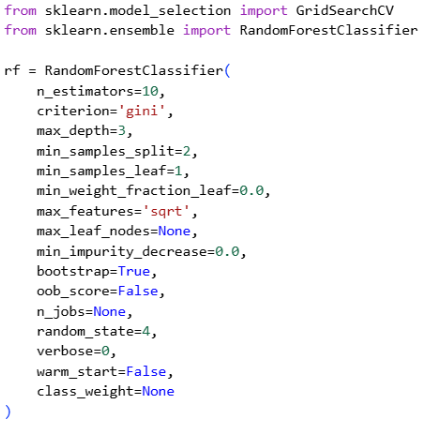 from sklearn.model_selection import GridSearchCV
from sklearn.ensemble import RandomForestClassifier

rf = RandomForestClassifier(
    n_estimators=10,
    criterion='gini',
    max_depth=3,
    min_samples_split=2,
    min_samples_leaf=1,
    min_weight_fraction_leaf=0.0,
    max_features='sqrt',
    max_leaf_nodes=None,
    min_impurity_decrease=0.0,
    bootstrap=True,
    oob_score=False,
    n_jobs=None,
    random_state=4,
    verbose=0,
    warm_start=False,
    class_weight=None
)